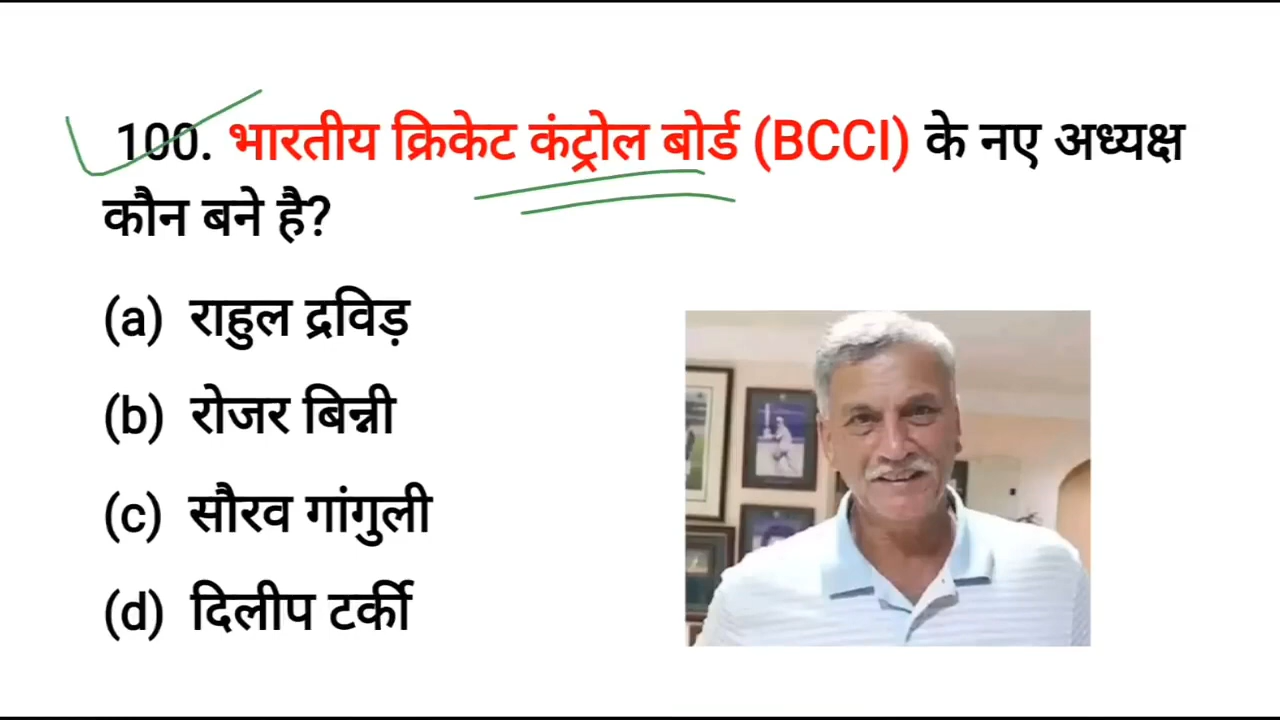 100. भारतीय क्रिकेट कंट्रोल बोर्ड (BCCI) के नए अध्यक्ष
कौन बने है?
(a) राहुल द्रविड़
(b) रोजर बिन्नी
(c) सौरव गांगुली
(d) दिलीप टर्की